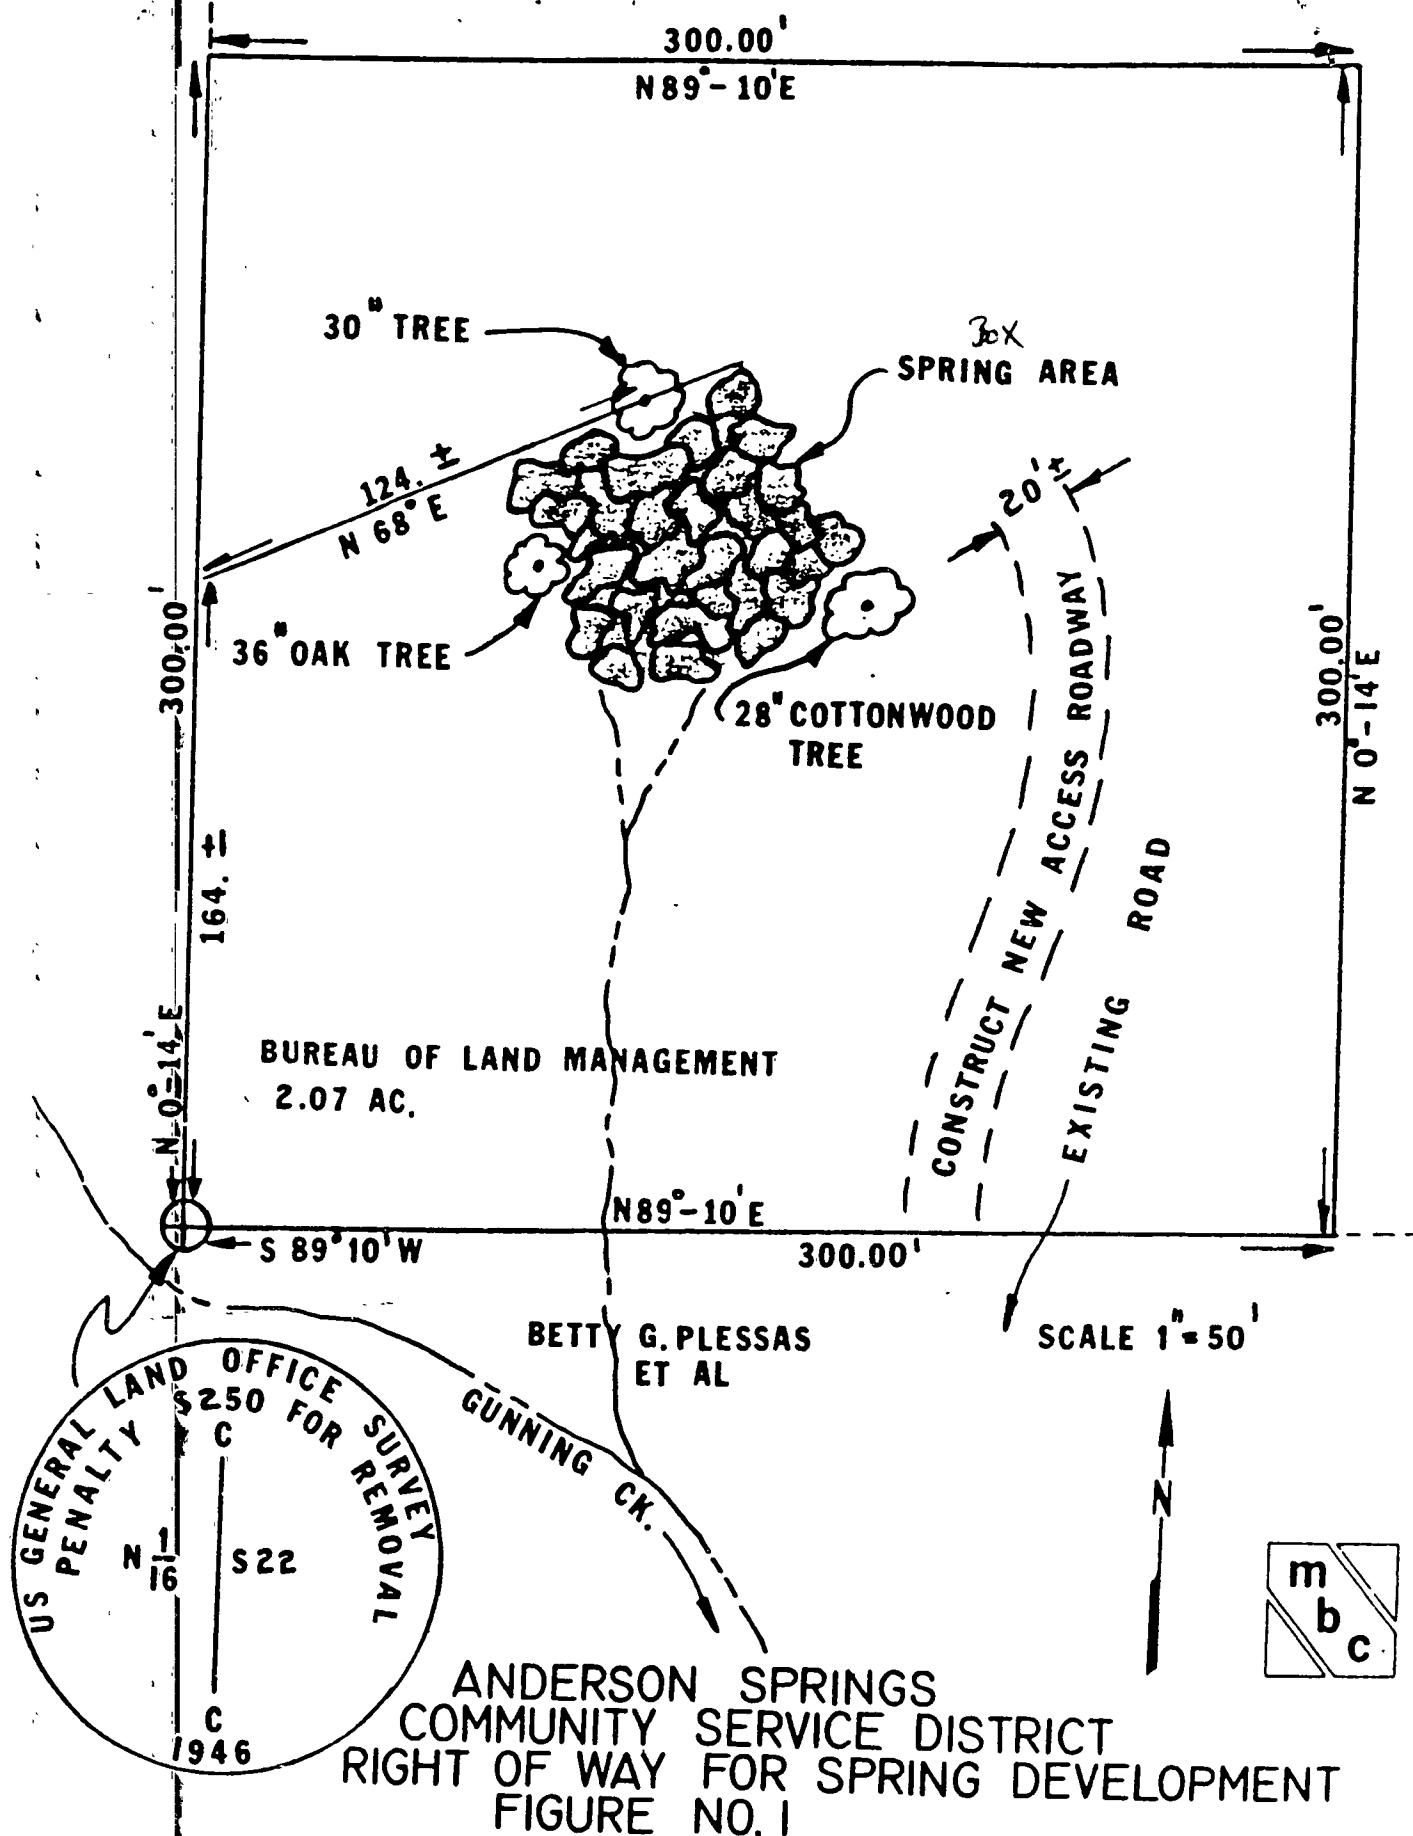 300.00'
N89°-10'E
30" TREE
Box
SPRING AREA
124. ±
N 68° E
20'±
36" OAK TREE
28" COTTONWOOD
TREE
300.00'
164. ±
N 0°-14' E
300.00'
N 0°-14' E
CONSTRUCT NEW ACCESS ROADWAY
EXISTING ROAD
BUREAU OF LAND MANAGEMENT
2.07 AC.
N89°-10'E
S 89°10'W
300.00'
BETTY G. PLESSAS
ET AL
SCALE 1"=50'
GUNNING CK.
US GENERAL LAND OFFICE SURVEY
PENALTY $250 FOR REMOVAL
C
N 1/16
S22
C
1946
N
m
b
c
ANDERSON SPRINGS
COMMUNITY SERVICE DISTRICT
RIGHT OF WAY FOR SPRING DEVELOPMENT
FIGURE NO. 1